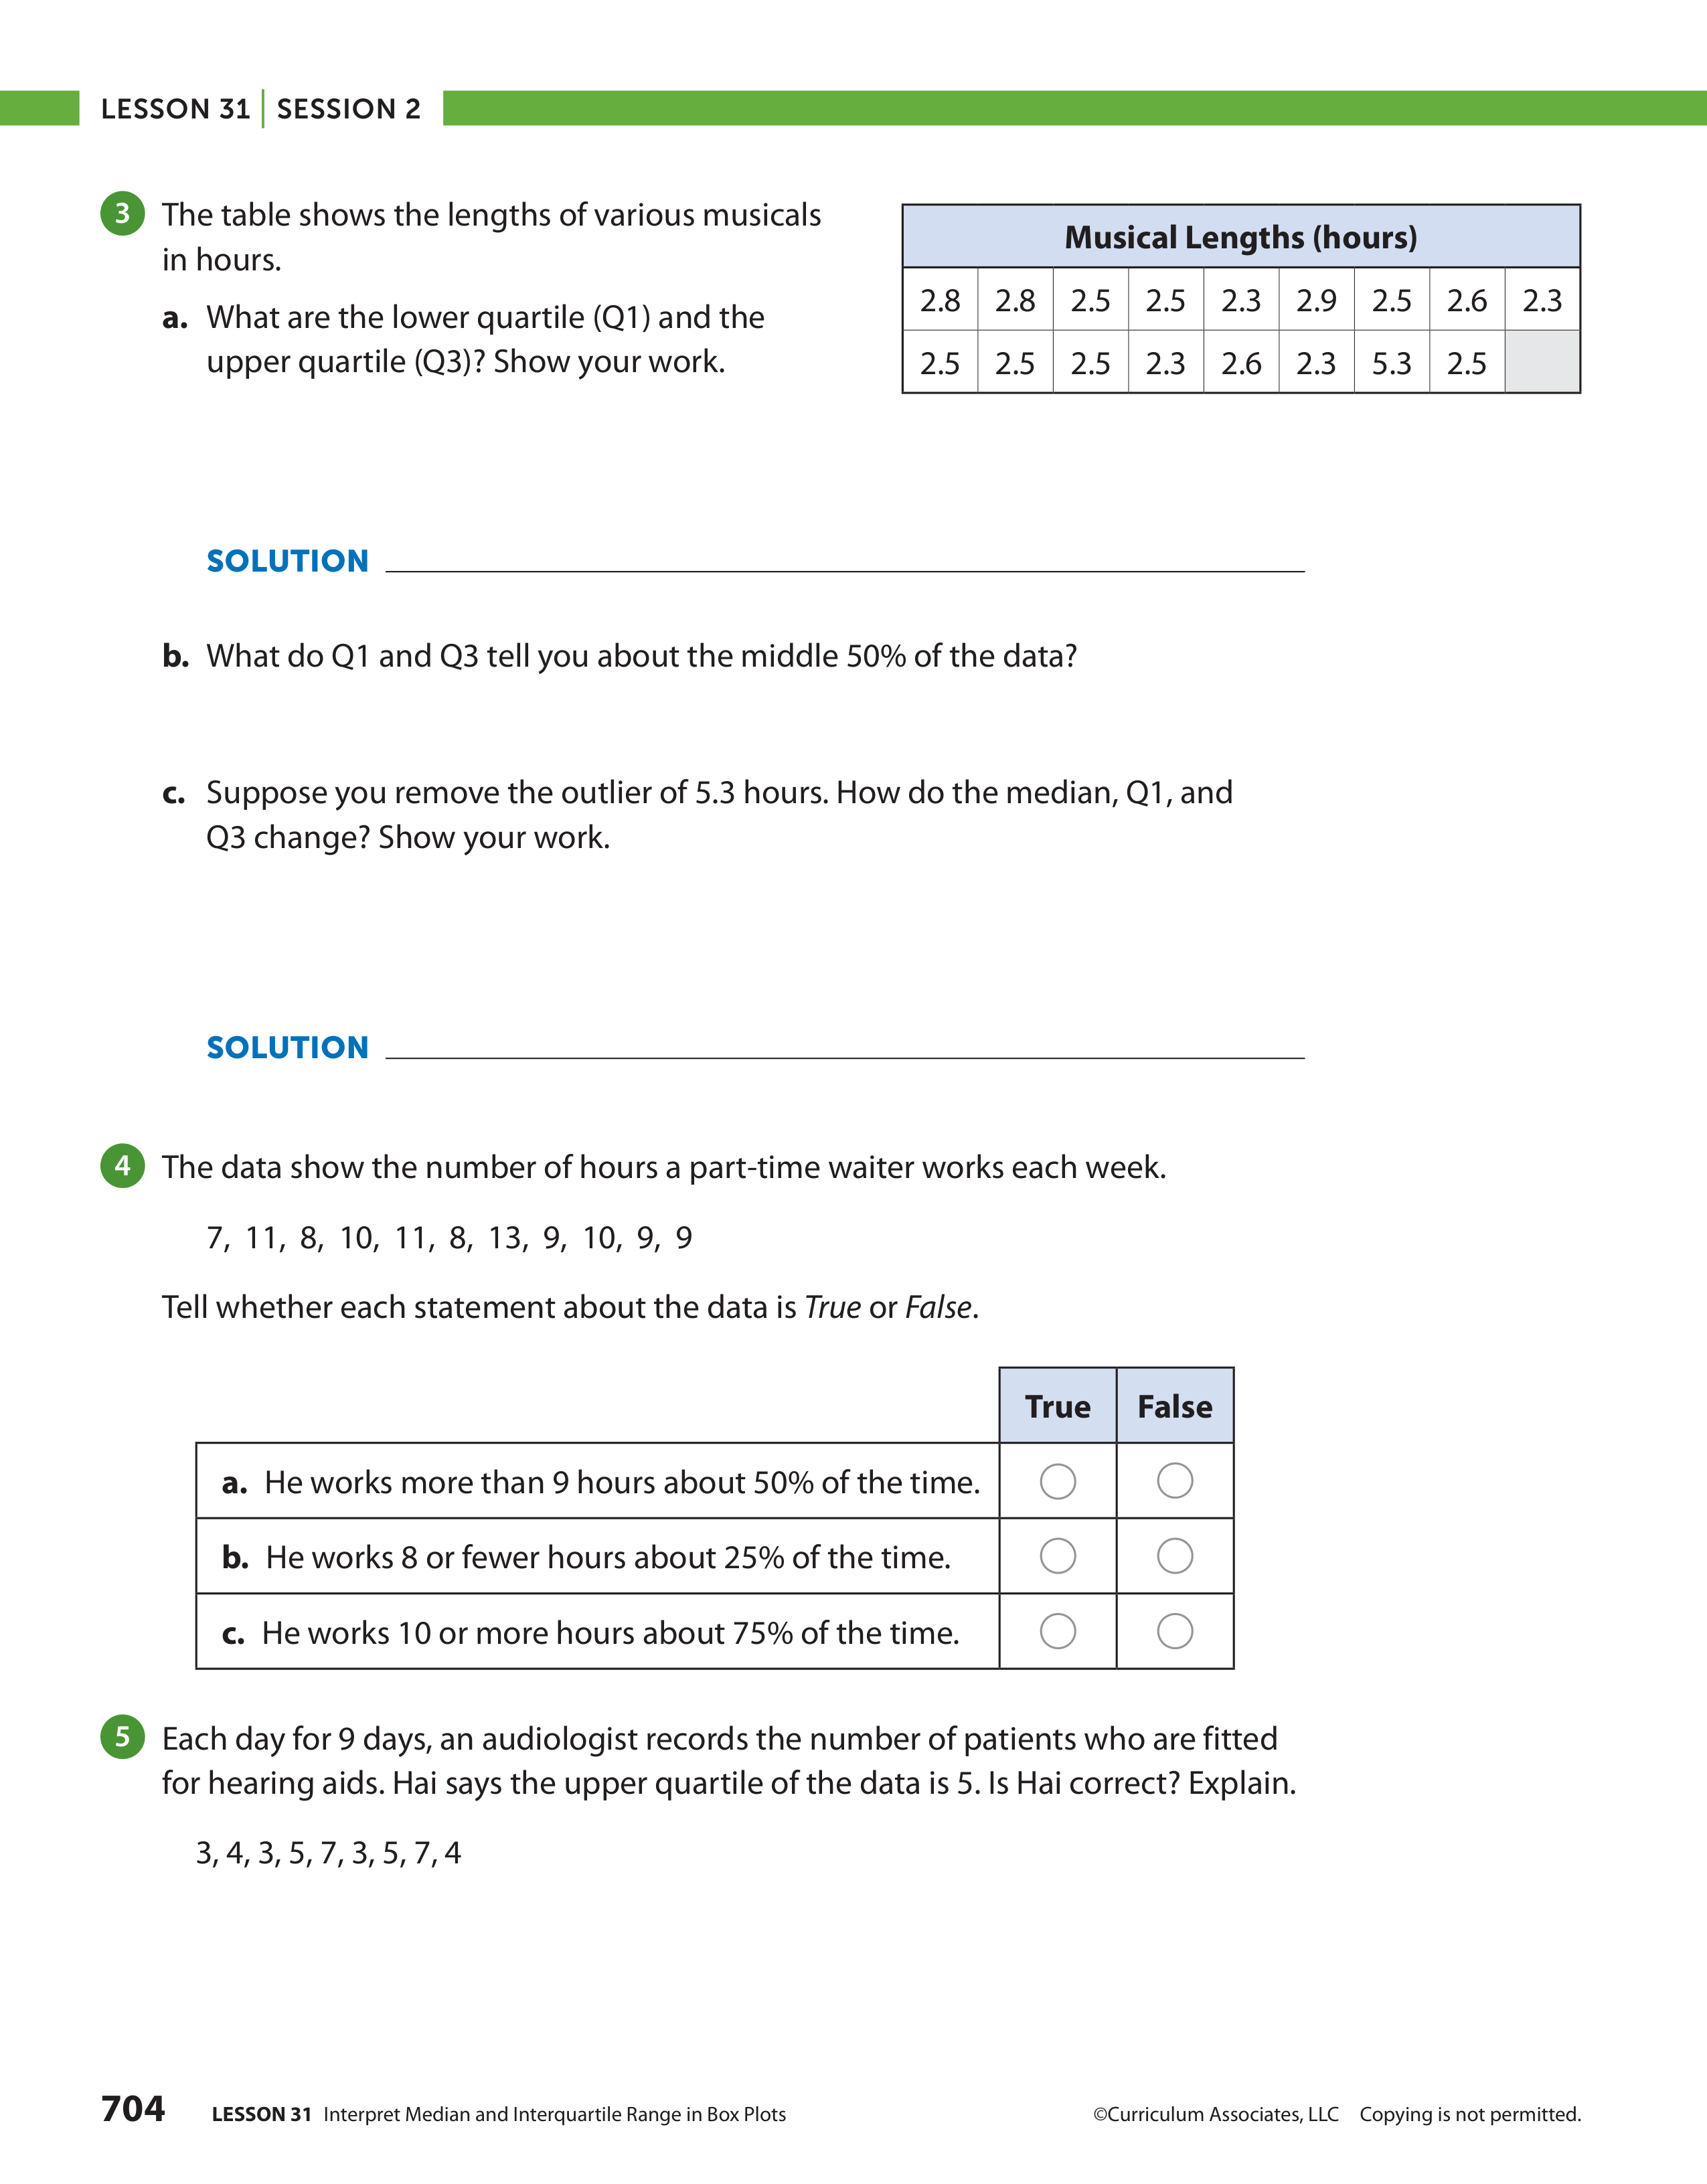 LESSON 31 | SESSION 2
3 The table shows the lengths of various musicals
in hours.
a. What are the lower quartile (Q1) and the
upper quartile (Q3)? Show your work.
Musical Lengths (hours)
2.8 2.8 2.5 2.5 2.3 2.9 2.5 2.6 2.3
2.5 2.5 2.5 2.3 2.6 2.3 5.3 2.5
SOLUTION
b. What do Q1 and Q3 tell you about the middle 50% of the data?
c. Suppose you remove the outlier of 5.3 hours. How do the median, Q1, and
Q3 change? Show your work.
SOLUTION
4 The data show the number of hours a part-time waiter works each week.
7, 11, 8, 10, 11, 8, 13, 9, 10, 9, 9
Tell whether each statement about the data is True or False.
True False
a. He works more than 9 hours about 50% of the time.
b. He works 8 or fewer hours about 25% of the time.
c. He works 10 or more hours about 75% of the time.
5 Each day for 9 days, an audiologist records the number of patients who are fitted
for hearing aids. Hai says the upper quartile of the data is 5. Is Hai correct? Explain.
3, 4, 3, 5, 7, 3, 5, 7, 4
704 LESSON 31 Interpret Median and Interquartile Range in Box Plots ©Curriculum Associates, LLC Copying is not permitted.